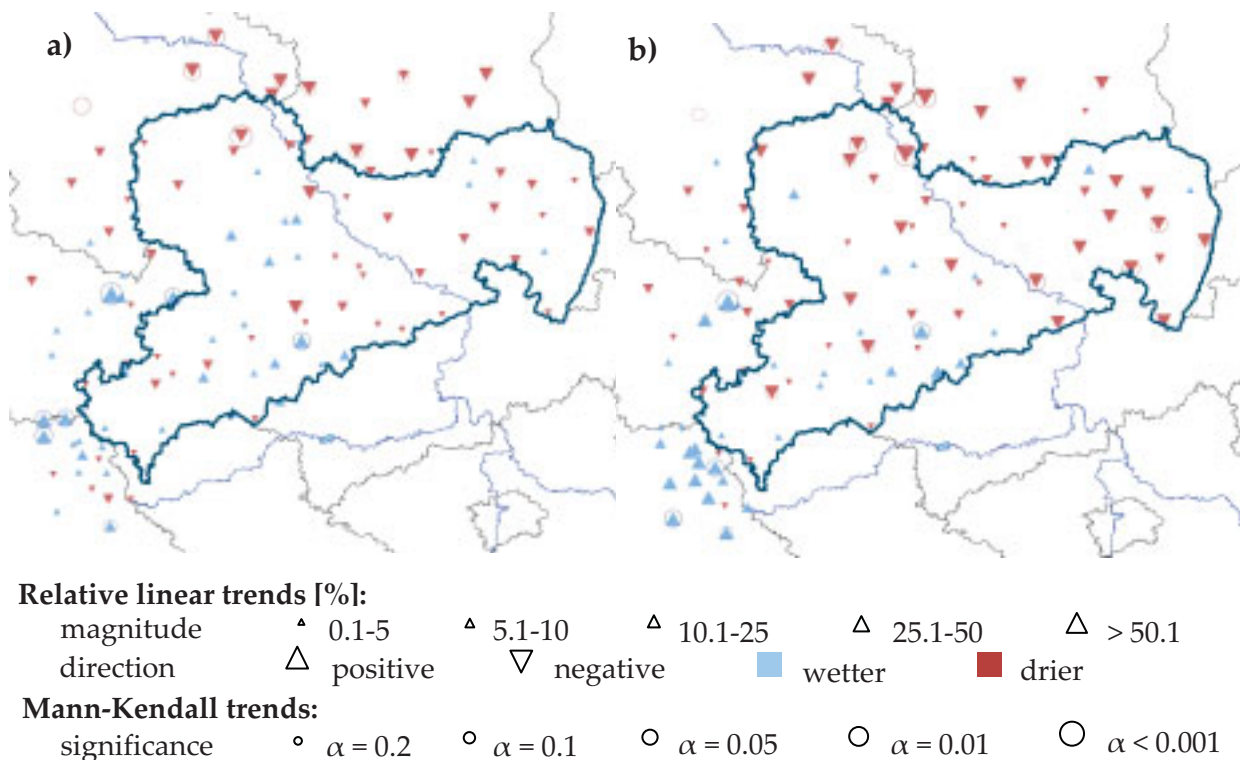 a) b)
Relative linear trends [%]:
magnitude 0.1-5 5.1-10 10.1-25 25.1-50 > 50.1
direction positive negative wetter drier
Mann-Kendall trends:
significance α = 0.2 α = 0.1 α = 0.05 α = 0.01 α < 0.001